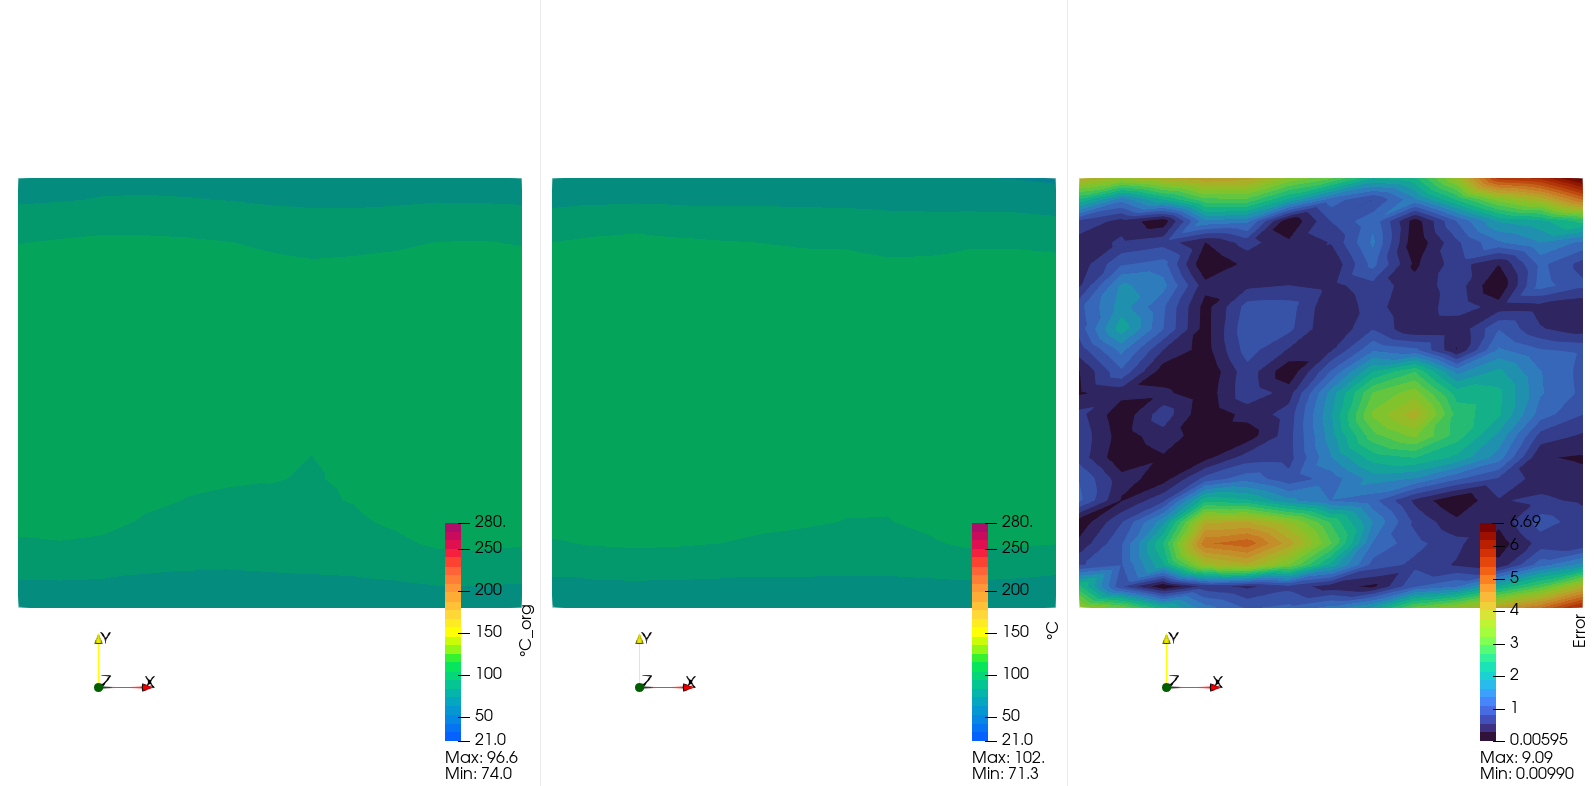 280.
250
200
150
100
50
21.0
°C_org
Max: 96.6
Min: 74.0
Y
Z
X
280.
250
200
150
100
50
21.0
°C
Max: 102.
Min: 71.3
Y
Z
X
6.69
6
5
4
3
2
1
0.00595
Error
Max: 9.09
Min: 0.00990
Y
Z
X